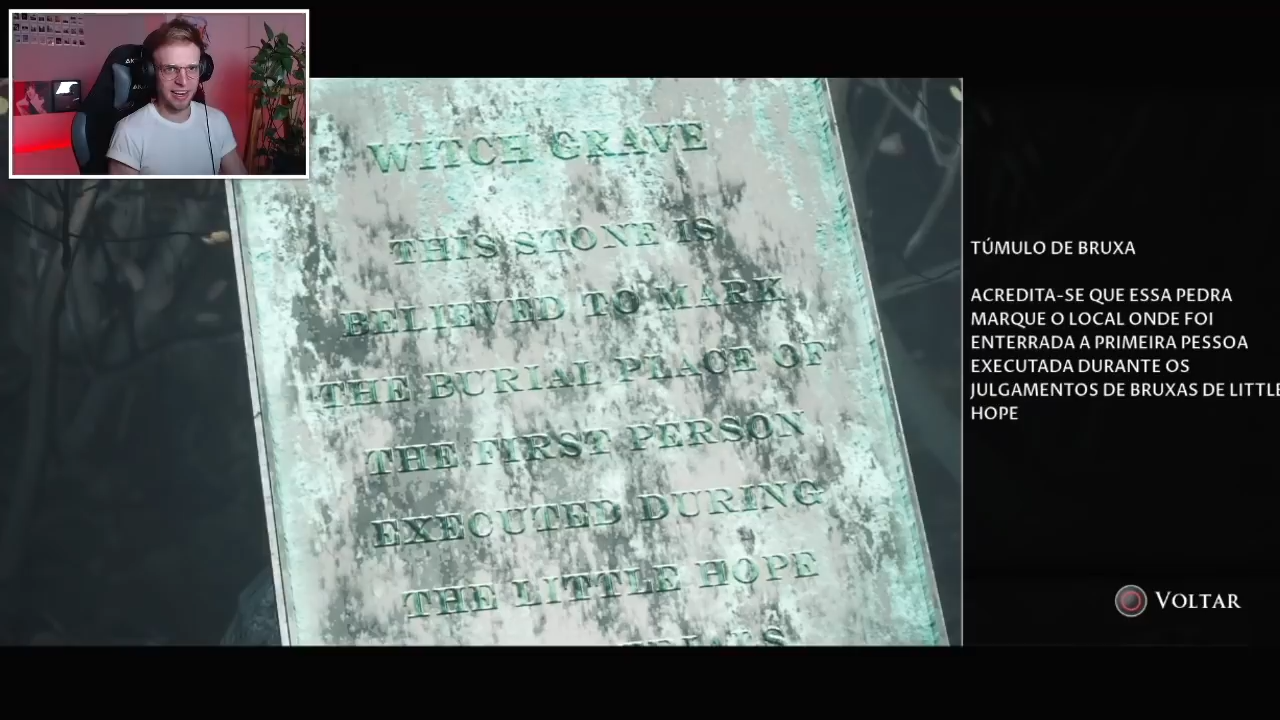 WITCH GRAVE
THIS STONE IS
BELIEVED TO MARK
THE BURIAL PLACE OF
THE FIRST PERSON
EXECUTED DURING
THE LITTLE HOPE
TÚMULO DE BRUXA
ACREDITA-SE QUE ESSA PEDRA
MARQUE O LOCAL ONDE FOI
ENTERRADA A PRIMEIRA PESSOA
EXECUTADA DURANTE OS
JULGAMENTOS DE BRUXAS DE LITTLE
HOPE
VOLTAR